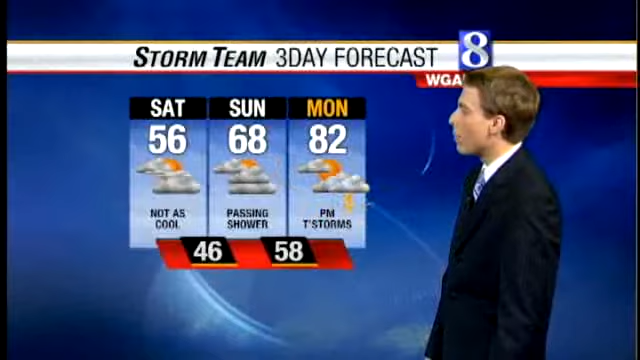 STORM TEAM 3DAY FORECAST 8
WGA
SAT SUN MON
56 68 82
NOT AS COOL
PASSING SHOWER
PM T'STORMS
46 58